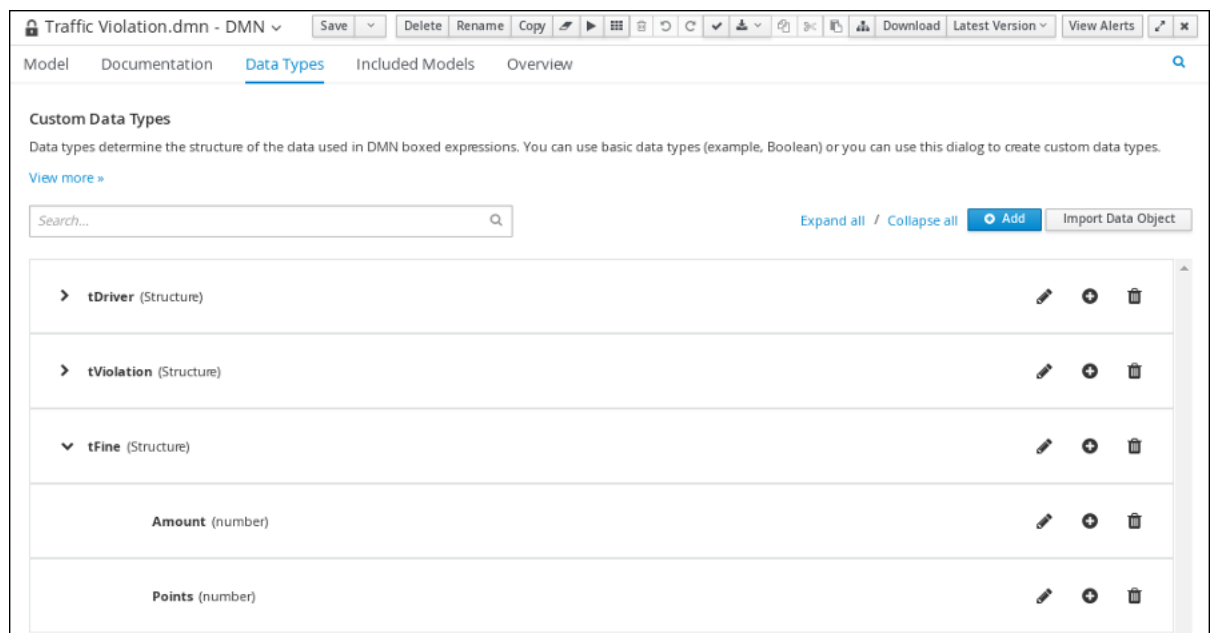 Traffic Violation.dmn - DMN Save Delete Rename Copy Download Latest Version View Alerts
Model Documentation Data Types Included Models Overview
Custom Data Types
Data types determine the structure of the data used in DMN boxed expressions. You can use basic data types (example, Boolean) or you can use this dialog to create custom data types.
View more »
Search... Expand all / Collapse all Add Import Data Object
tDriver (Structure)
tViolation (Structure)
tFine (Structure)
Amount (number)
Points (number)